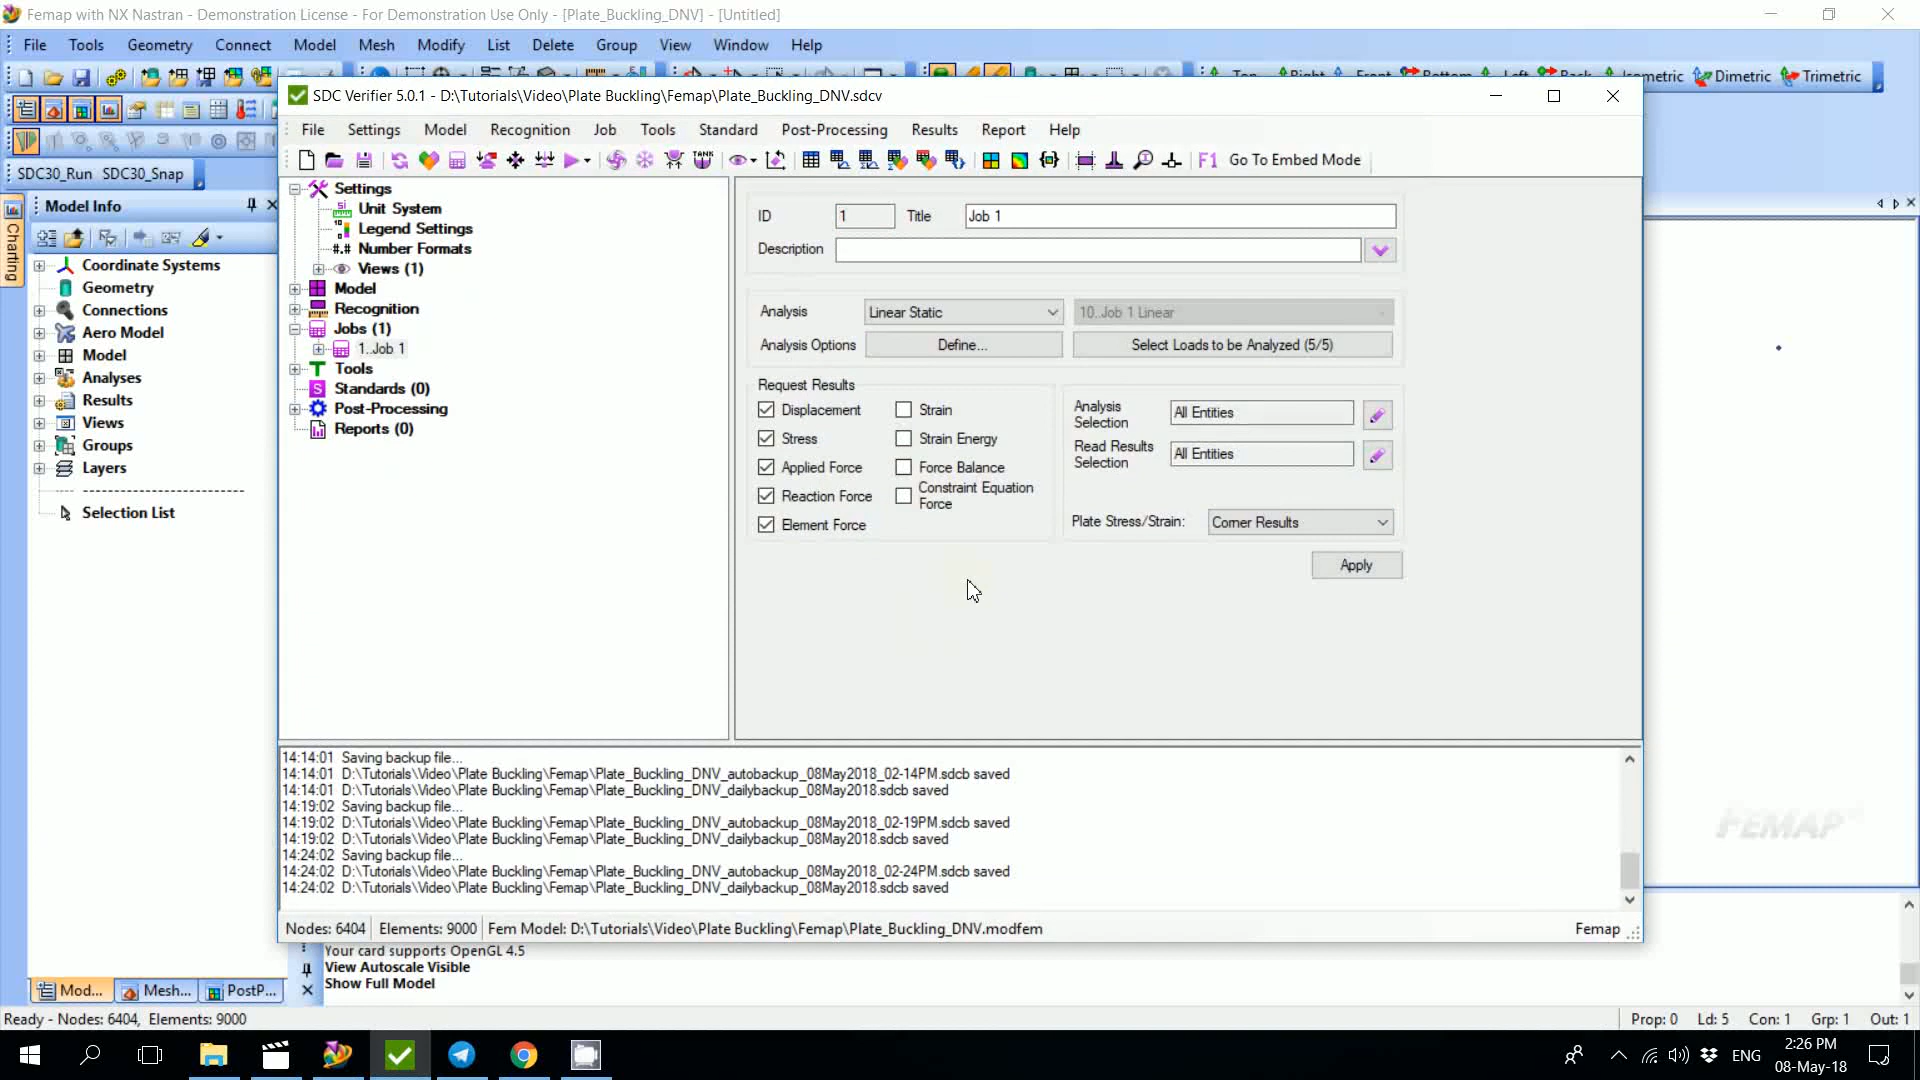 Femap with NX Nastran - Demonstration License - For Demonstration Use Only - [Plate_Buckling_DNV] - [Untitled]
File Tools Geometry Connect Model Mesh Modify List Delete Group View Window Help
Dimetric Trimetric
SDC Verifier 5.0.1 - D:\Tutorials\Video\Plate Buckling\Femap\Plate_Buckling_DNV.sdcv
File Settings Model Recognition Job Tools Standard Post-Processing Results Report Help
F1 Go To Embed Mode
SDC30_Run SDC30_Snap
Model Info
Charting
Coordinate Systems
Geometry
Connections
Aero Model
Model
Analyses
Results
Views
Groups
Layers
Selection List
Settings
Unit System
Legend Settings
Number Formats
Views (1)
Model
Recognition
Jobs (1)
1..Job 1
Tools
Standards (0)
Post-Processing
Reports (0)
ID 1 Title Job 1
Description
Analysis Linear Static 10..Job 1 Linear
Analysis Options Define... Select Loads to be Analyzed (5/5)
Request Results
Displacement Strain
Stress Strain Energy
Applied Force Force Balance
Reaction Force Constraint Equation Force
Element Force
Analysis Selection All Entities
Read Results Selection All Entities
Plate Stress/Strain: Corner Results
Apply
14:14:01 Saving backup file...
14:14:01 D:\Tutorials\Video\Plate Buckling\Femap\Plate_Buckling_DNV_autobackup_08May2018_02-14PM.sdcb saved
14:14:01 D:\Tutorials\Video\Plate Buckling\Femap\Plate_Buckling_DNV_dailybackup_08May2018.sdcb saved
14:19:02 Saving backup file...
14:19:02 D:\Tutorials\Video\Plate Buckling\Femap\Plate_Buckling_DNV_autobackup_08May2018_02-19PM.sdcb saved
14:19:02 D:\Tutorials\Video\Plate Buckling\Femap\Plate_Buckling_DNV_dailybackup_08May2018.sdcb saved
14:24:02 Saving backup file...
14:24:02 D:\Tutorials\Video\Plate Buckling\Femap\Plate_Buckling_DNV_autobackup_08May2018_02-24PM.sdcb saved
14:24:02 D:\Tutorials\Video\Plate Buckling\Femap\Plate_Buckling_DNV_dailybackup_08May2018.sdcb saved
Nodes: 6404 Elements: 9000 Fem Model: D:\Tutorials\Video\Plate Buckling\Femap\Plate_Buckling_DNV.modfem Femap
FEMAP
Your card supports OpenGL 4.5
View Autoscale Visible
Show Full Model
Mod... Mesh... PostP...
Ready - Nodes: 6404, Elements: 9000
Prop: 0 Ld: 5 Con: 1 Grp: 1 Out: 1
ENG 2:26 PM
08-May-18